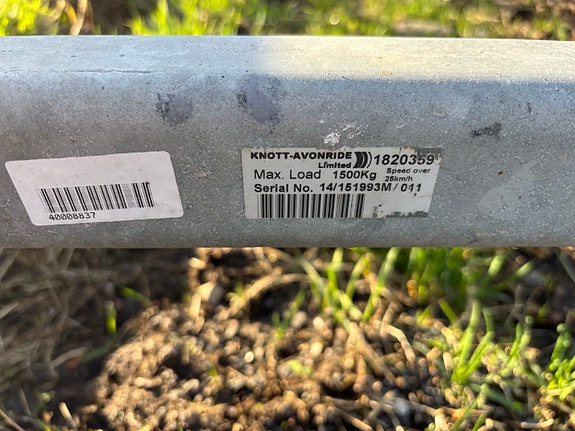 KNOTT-AVONRIDE
Limited
1820359
Max. Load 1500Kg
Speed over
25km/h
Serial No. 14/151993M/011
40008837